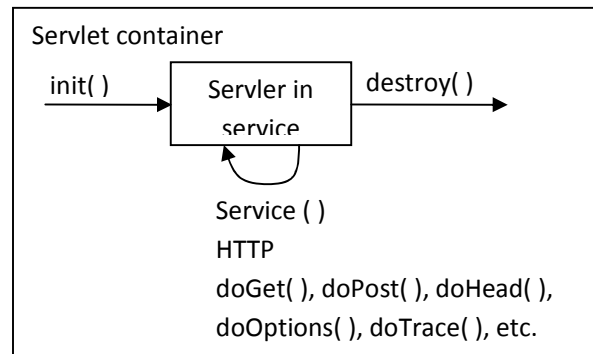 Servlet container
init( )
Servler in
service
destroy( )
Service ( )
HTTP
doGet( ), doPost( ), doHead( ),
doOptions( ), doTrace( ), etc.